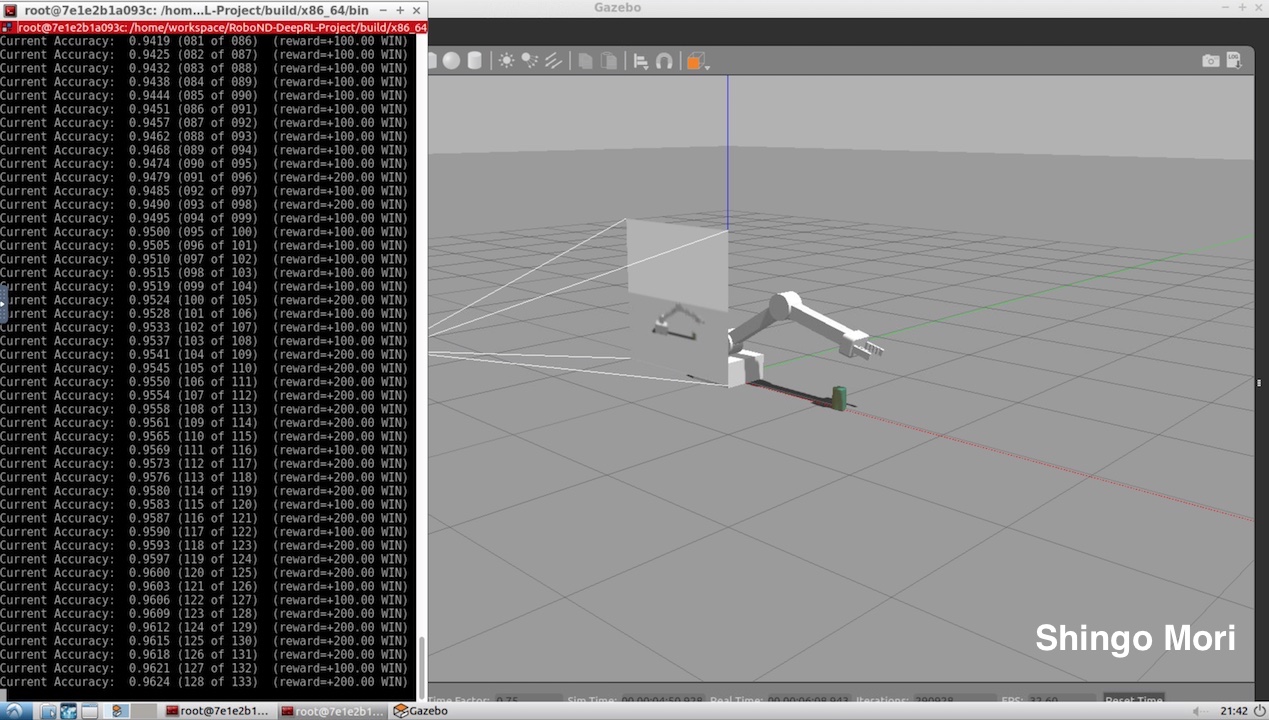 root@7e1e2b1a093c: /hom...L-Project/build/x86_64/bin
root@7e1e2b1a093c: /home/workspace/RoboND-DeepRL-Project/build/x86_64
Current Accuracy: 0.9419 (081 of 086) (reward=+100.00 WIN)
Current Accuracy: 0.9425 (082 of 087) (reward=+100.00 WIN)
Current Accuracy: 0.9432 (083 of 088) (reward=+100.00 WIN)
Current Accuracy: 0.9438 (084 of 089) (reward=+100.00 WIN)
Current Accuracy: 0.9444 (085 of 090) (reward=+100.00 WIN)
Current Accuracy: 0.9451 (086 of 091) (reward=+100.00 WIN)
Current Accuracy: 0.9457 (087 of 092) (reward=+100.00 WIN)
Current Accuracy: 0.9462 (088 of 093) (reward=+100.00 WIN)
Current Accuracy: 0.9468 (089 of 094) (reward=+100.00 WIN)
Current Accuracy: 0.9474 (090 of 095) (reward=+100.00 WIN)
Current Accuracy: 0.9479 (091 of 096) (reward=+200.00 WIN)
Current Accuracy: 0.9485 (092 of 097) (reward=+100.00 WIN)
Current Accuracy: 0.9490 (093 of 098) (reward=+200.00 WIN)
Current Accuracy: 0.9495 (094 of 099) (reward=+100.00 WIN)
Current Accuracy: 0.9500 (095 of 100) (reward=+100.00 WIN)
Current Accuracy: 0.9505 (096 of 101) (reward=+100.00 WIN)
Current Accuracy: 0.9510 (097 of 102) (reward=+100.00 WIN)
Current Accuracy: 0.9515 (098 of 103) (reward=+100.00 WIN)
Current Accuracy: 0.9519 (099 of 104) (reward=+100.00 WIN)
urrent Accuracy: 0.9524 (100 of 105) (reward=+200.00 WIN)
urrent Accuracy: 0.9528 (101 of 106) (reward=+100.00 WIN)
Current Accuracy: 0.9533 (102 of 107) (reward=+100.00 WIN)
Current Accuracy: 0.9537 (103 of 108) (reward=+100.00 WIN)
Current Accuracy: 0.9541 (104 of 109) (reward=+200.00 WIN)
Current Accuracy: 0.9545 (105 of 110) (reward=+200.00 WIN)
Current Accuracy: 0.9550 (106 of 111) (reward=+100.00 WIN)
Current Accuracy: 0.9554 (107 of 112) (reward=+200.00 WIN)
Current Accuracy: 0.9558 (108 of 113) (reward=+200.00 WIN)
Current Accuracy: 0.9561 (109 of 114) (reward=+200.00 WIN)
Current Accuracy: 0.9565 (110 of 115) (reward=+200.00 WIN)
Current Accuracy: 0.9569 (111 of 116) (reward=+100.00 WIN)
Current Accuracy: 0.9573 (112 of 117) (reward=+200.00 WIN)
Current Accuracy: 0.9576 (113 of 118) (reward=+200.00 WIN)
Current Accuracy: 0.9580 (114 of 119) (reward=+200.00 WIN)
Current Accuracy: 0.9583 (115 of 120) (reward=+100.00 WIN)
Current Accuracy: 0.9587 (116 of 121) (reward=+200.00 WIN)
Current Accuracy: 0.9590 (117 of 122) (reward=+100.00 WIN)
Current Accuracy: 0.9593 (118 of 123) (reward=+200.00 WIN)
Current Accuracy: 0.9597 (119 of 124) (reward=+200.00 WIN)
Current Accuracy: 0.9600 (120 of 125) (reward=+200.00 WIN)
Current Accuracy: 0.9603 (121 of 126) (reward=+100.00 WIN)
Current Accuracy: 0.9606 (122 of 127) (reward=+100.00 WIN)
Current Accuracy: 0.9609 (123 of 128) (reward=+200.00 WIN)
Current Accuracy: 0.9612 (124 of 129) (reward=+200.00 WIN)
Current Accuracy: 0.9615 (125 of 130) (reward=+200.00 WIN)
Current Accuracy: 0.9618 (126 of 131) (reward=+200.00 WIN)
Current Accuracy: 0.9621 (127 of 132) (reward=+100.00 WIN)
Current Accuracy: 0.9624 (128 of 133) (reward=+200.00 WIN)
Gazebo
LOG
Shingo Mori
Time Factor: 0.75 Sim Time: Real Time: Iterations: FPS: Reset Time
root@7e1e2b1... root@7e1e2b1... Gazebo 21:42